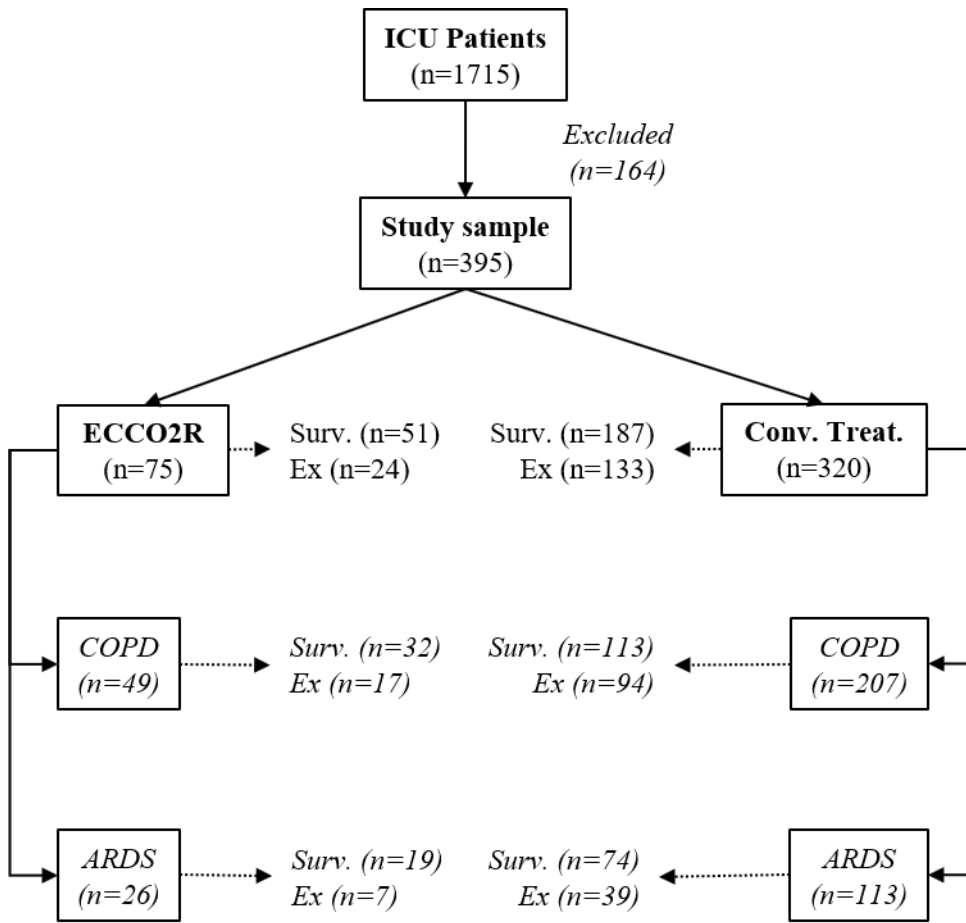 ICU Patients
(n=1715)
Excluded
(n=164)
Study sample
(n=395)
ECCO2R
(n=75)
Surv. (n=51)
Ex (n=24)
Surv. (n=187)
Ex (n=133)
Conv. Treat.
(n=320)
COPD
(n=49)
Surv. (n=32)
Ex (n=17)
Surv. (n=113)
Ex (n=94)
COPD
(n=207)
ARDS
(n=26)
Surv. (n=19)
Ex (n=7)
Surv. (n=74)
Ex (n=39)
ARDS
(n=113)